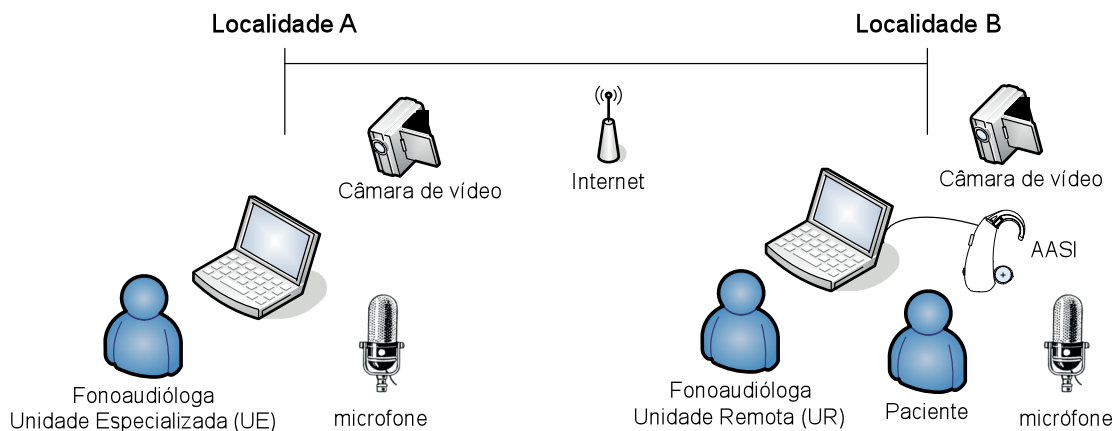 Localidade A
Localidade B
Câmara de vídeo
Internet
Câmara de vídeo
AASI
Fonoaudióloga
Unidade Especializada (UE)
microfone
Fonoaudióloga
Unidade Remota (UR)
Paciente
micrófone